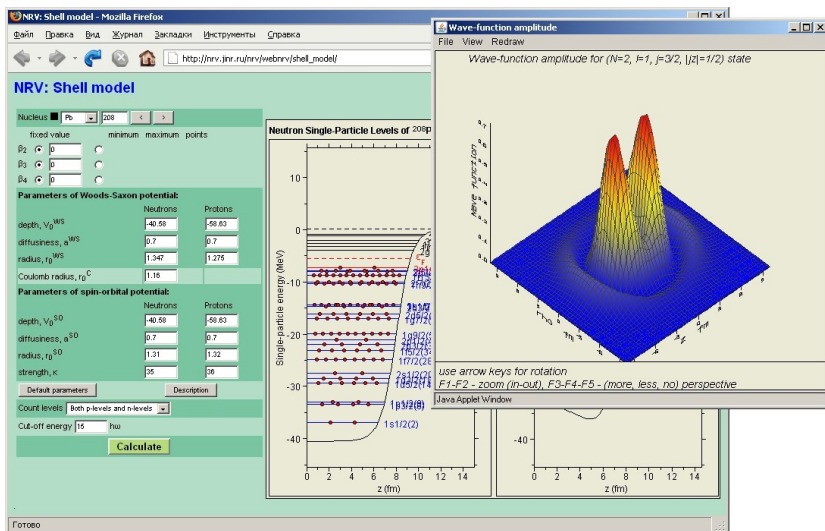 NRV: Shell model - Mozilla Firefox
Файл Правка Вид Журнал Закладки Инструменты Справка
http://nrv.jinr.ru/nrv/webnrv/shell_model/
NRV: Shell model
Nucleus Pb 208 < >
fixed value minimum maximum points
β2 0
β3 0
β4 0
Parameters of Woods-Saxon potential:
Neutrons Protons
depth, V0WS -40.58 -58.63
diffusiness, aWS 0.7 0.7
radius, r0WS 1.347 1.275
Coulomb radius, r0C 1.16
Parameters of spin-orbital potential:
Neutrons Protons
depth, V0SO -40.58 -58.63
diffusiness, aSO 0.7 0.7
radius, r0SO 1.31 1.32
strength, κ 35 36
Default parameters Description
Count levels Both p-levels and n-levels
Cut-off energy 15 hω
Calculate
Готово
Neutron Single-Particle Levels of 208
Single-particle energy (MeV)
10
0
-10
-20
-30
-40
1s1/2(2)
0 2 4 6 8 10 12 14
z (fm)
-40
0 2 4 6 8 10 12 14
z (fm)
Wave-function amplitude
File View Redraw
Wave-function amplitude for (N=2, l=1, j=3/2, |jz|=1/2) state
Wave function
use arrow keys for rotation
F1-F2 - zoom (in-out), F3-F4-F5 - (more, less, no) perspective
Java Applet Window